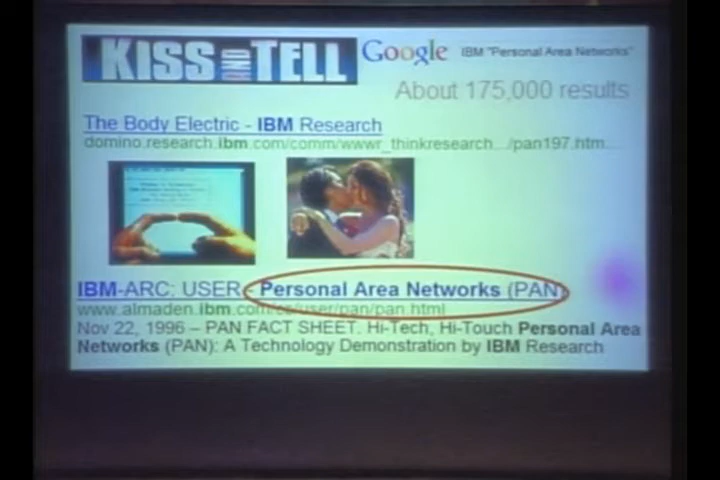 KISS AND TELL
Google IBM "Personal Area Networks"
About 175,000 results
The Body Electric - IBM Research
domino.research.ibm.com/comm/wwwr_thinkresearch.../pan197.htm...
IBM-ARC: USER - Personal Area Networks (PAN)
www.almaden.ibm.com/cs/user/pan/pan.html
Nov 22, 1996 – PAN FACT SHEET. Hi-Tech, Hi-Touch Personal Area
Networks (PAN): A Technology Demonstration by IBM Research